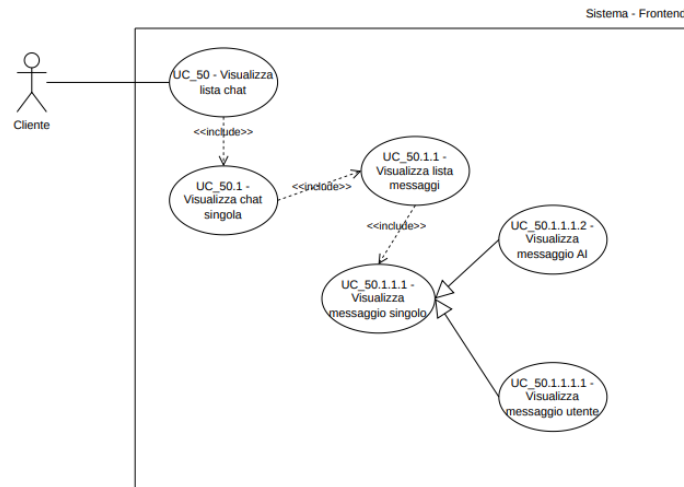 Sistema - Frontend
UC_50 - Visualizza
lista chat
Cliente
<<include>>
UC_50.1 -
Visualizza chat
singola
<<include>>
UC_50.1.1 -
Visualizza lista
messaggi
<<include>>
UC_50.1.1.1.2 -
Visualizza
messaggio AI
UC_50.1.1.1 -
Visualizza
messaggio singolo
UC_50.1.1.1.1 -
Visualizza
messaggio utente